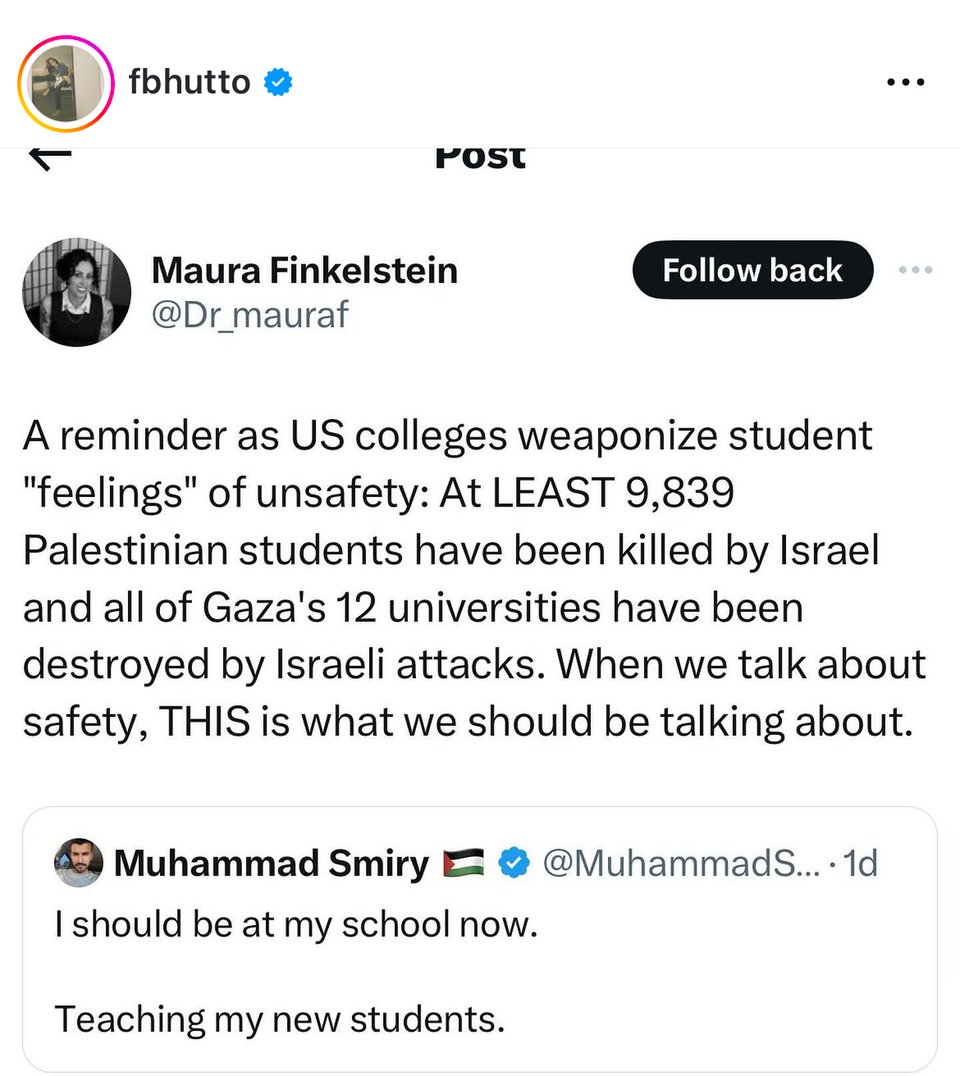 fbhutto
Post
Maura Finkelstein
@Dr_mauraf
Follow back
A reminder as US colleges weaponize student
"feelings" of unsafety: At LEAST 9,839
Palestinian students have been killed by Israel
and all of Gaza's 12 universities have been
destroyed by Israeli attacks. When we talk about
safety, THIS is what we should be talking about.
Muhammad Smiry 🇵🇸 @MuhammadS... · 1d
I should be at my school now.
Teaching my new students.